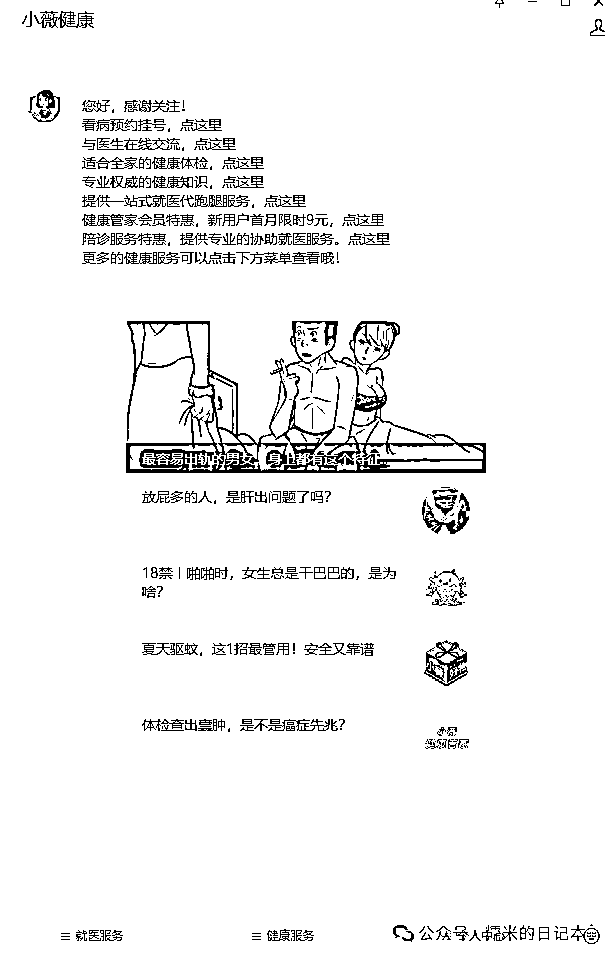 小薇健康
您好，感谢关注！
看病预约挂号，点这里
与医生在线交流，点这里
适合全家的健康体检，点这里
专业权威的健康知识，点这里
提供一站式就医代跑腿服务，点这里
健康管家会员特惠，新用户首月限时9元，点这里
陪诊服务特惠，提供专业的协助就医服务。点这里
更多的健康服务可以点击下方菜单查看哦！
最容易出轨的男女，身上都有这个特征
放屁多的人，是肝出问题了吗？
18禁丨啪啪时，女生总是干巴巴的，是为
啥？
夏天驱蚊，这1招最管用！安全又靠谱
体检查出囊肿，是不是癌症先兆？
☰ 就医服务
☰ 健康服务
公众号
糯米的日记本